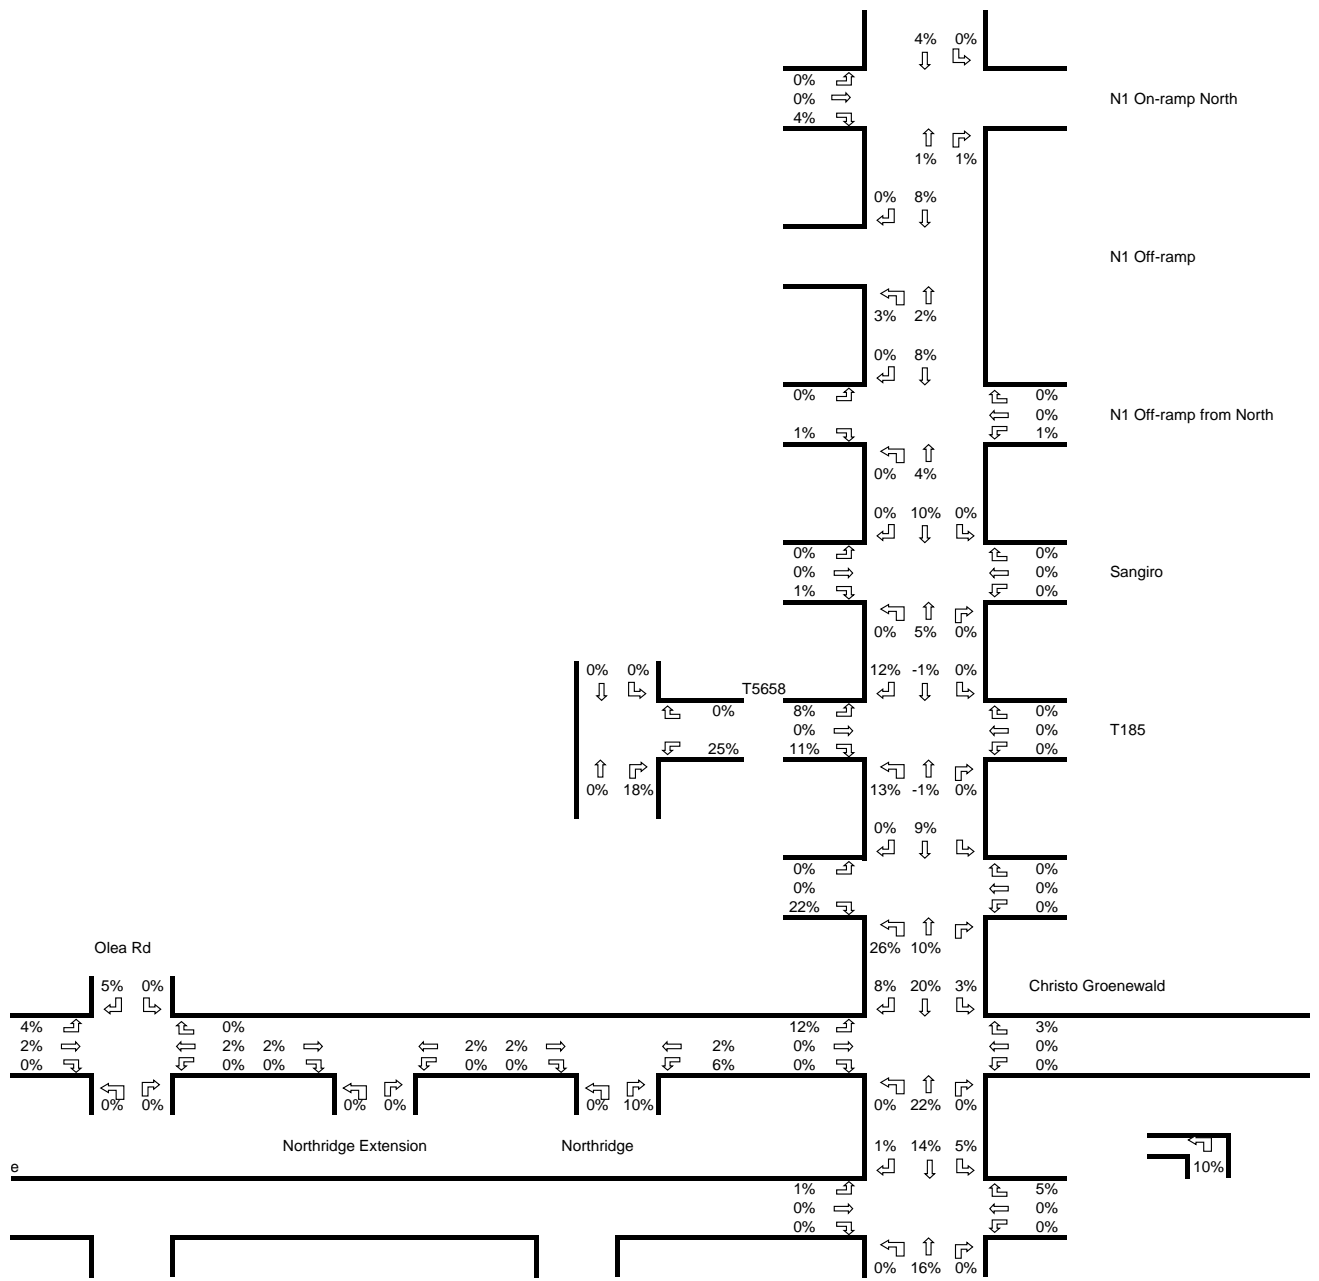 4% 0%
0%
0% N1 On-ramp North
4%
1% 1%
0% 8%
N1 Off-ramp
3% 2%
0% 8%
0% 0%
0% N1 Off-ramp from North
1% 1%
0% 4%
0% 10% 0%
0% 0%
0% 0% Sangiro
1% 0%
0% 5% 0%
0% 0% 12% -1% 0%
T5658
0% 8% 0%
0% 0% T185
25% 11% 0%
0% 18% 13% -1% 0%
0% 9%
0% 0%
0% 0%
22% 0%
Olea Rd 26% 10%
5% 0% 8% 20% 3% Christo Groenewald
4% 0% 12% 3%
2% 2% 2% 2% 2% 2% 0% 0%
0% 0% 0% 0% 0% 6% 0% 0%
0% 0% 0% 0% 0% 10% 0% 22% 0%
Northridge Extension Northridge 1% 14% 5%
e 10%
1% 5%
0% 0%
0% 0%
0% 16% 0%